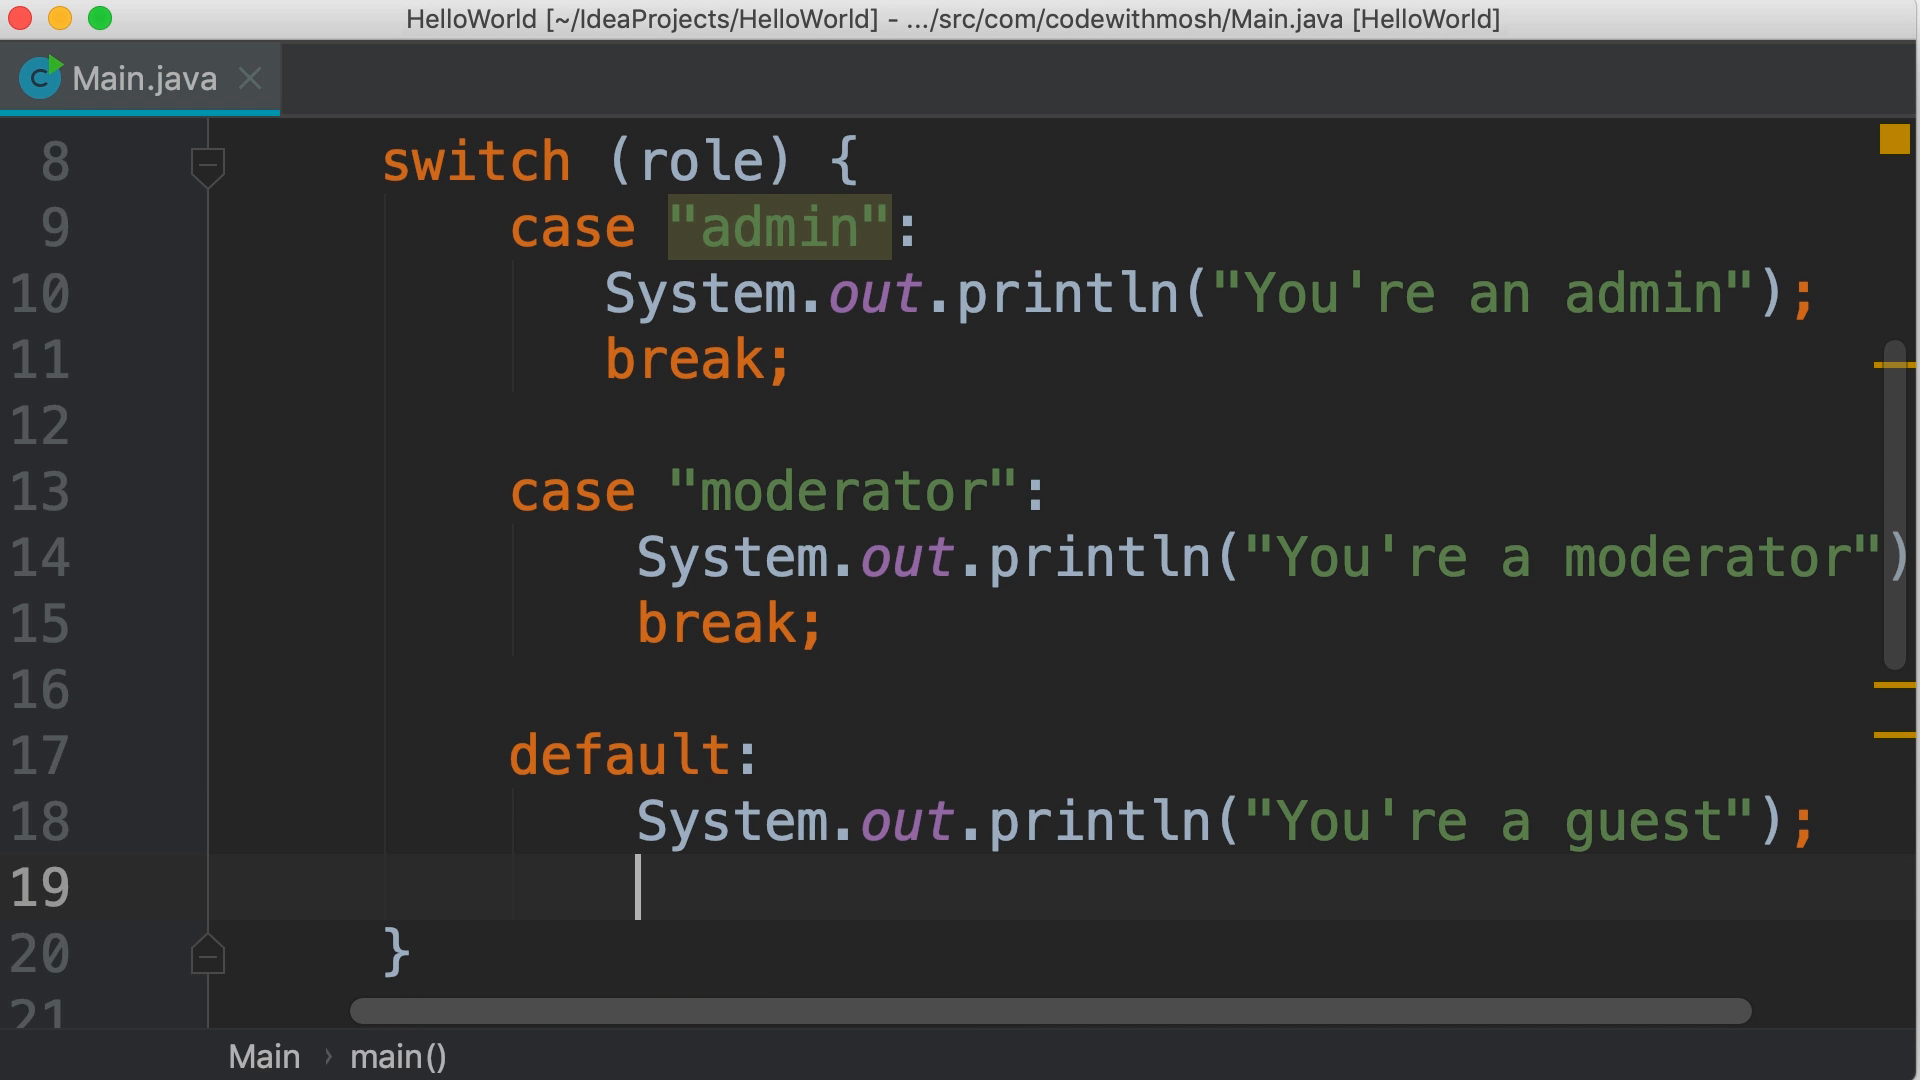 HelloWorld [~/IdeaProjects/HelloWorld] - .../src/com/codewithmosh/Main.java [HelloWorld]
C Main.java
8 switch (role) {
9 case "admin":
10 System.out.println("You're an admin");
11 break;
12
13 case "moderator":
14 System.out.println("You're a moderator")
15 break;
16
17 default:
18 System.out.println("You're a guest");
19
20 }
21
Main › main()